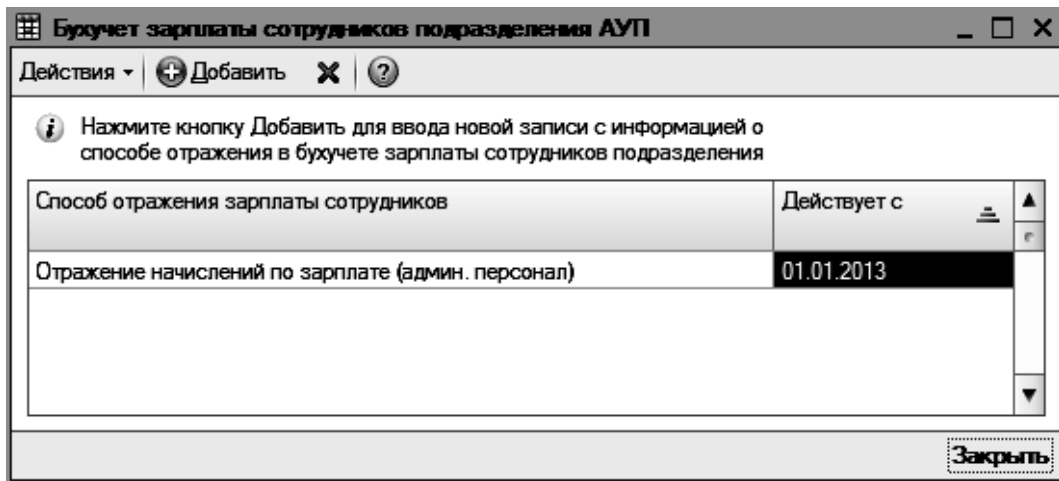 Бухучет зарплаты сотрудников подразделения АУП
Действия Добавить
Нажмите кнопку Добавить для ввода новой записи с информацией о
способе отражения в бухучете зарплаты сотрудников подразделения
Способ отражения зарплаты сотрудников Действует с
Отражение начислений по зарплате (админ. персонал) 01.01.2013
Закрыть